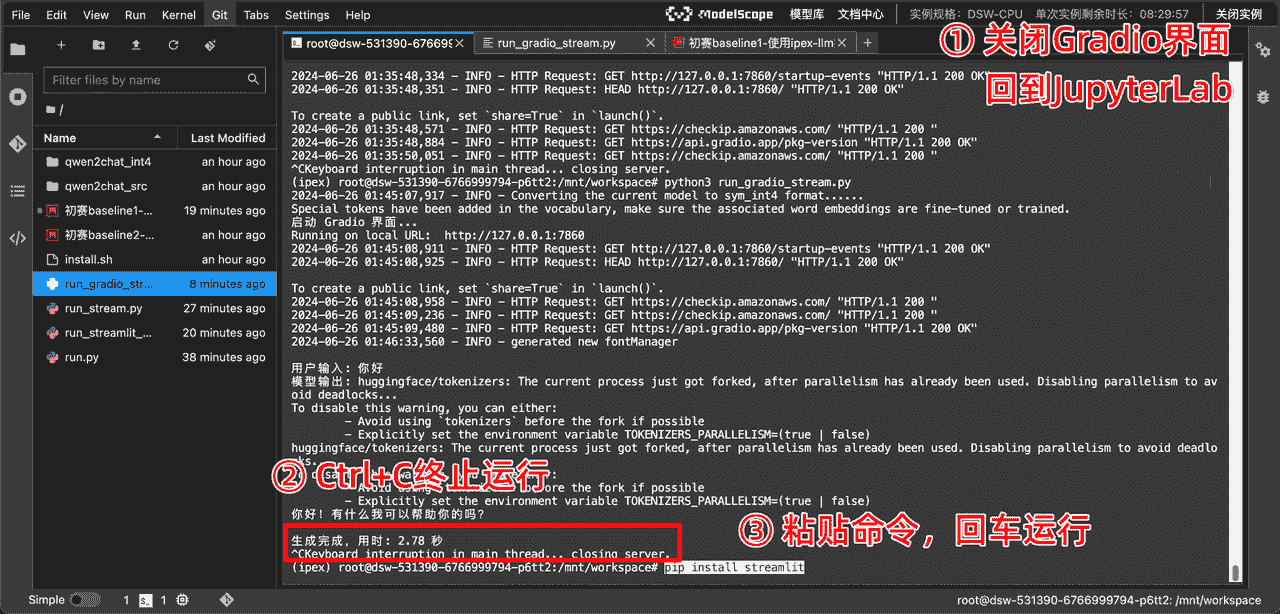 File Edit View Run Kernel Git Tabs Settings Help
ModelScope 模型库 文档中心 实例规格：DSW-CPU 单次实例剩余时长：08:29:57 关闭实例
root@dsw-531390-676699 run_gradio_stream.py 初赛baseline1-使用ipex-llm
① 关闭Gradio界面
回到JupyterLab
Filter files by name
/
Name Last Modified
qwen2chat_int4 an hour ago
qwen2chat_src an hour ago
初赛baseline1-... 19 minutes ago
初赛baseline2-... an hour ago
install.sh an hour ago
run_gradio_str... 8 minutes ago
run_stream.py 27 minutes ago
run_streamlit_... 20 minutes ago
run.py 38 minutes ago
2024-06-26 01:35:48,334 - INFO - HTTP Request: GET http://127.0.0.1:7860/startup-events "HTTP/1.1 200 OK"
2024-06-26 01:35:48,351 - INFO - HTTP Request: HEAD http://127.0.0.1:7860/ "HTTP/1.1 200 OK"
To create a public link, set `share=True` in `launch()`.
2024-06-26 01:35:48,571 - INFO - HTTP Request: GET https://checkip.amazonaws.com/ "HTTP/1.1 200 "
2024-06-26 01:35:48,884 - INFO - HTTP Request: GET https://api.gradio.app/pkg-version "HTTP/1.1 200 OK"
2024-06-26 01:35:50,051 - INFO - HTTP Request: GET https://checkip.amazonaws.com/ "HTTP/1.1 200 "
^CKeyboard interruption in main thread... closing server.
(ipex) root@dsw-531390-6766999794-p6tt2:/mnt/workspace# python3 run_gradio_stream.py
2024-06-26 01:45:07,917 - INFO - Converting the current model to sym_int4 format......
Special tokens have been added in the vocabulary, make sure the associated word embeddings are fine-tuned or trained.
启动 Gradio 界面...
Running on local URL:  http://127.0.0.1:7860
2024-06-26 01:45:08,911 - INFO - HTTP Request: GET http://127.0.0.1:7860/startup-events "HTTP/1.1 200 OK"
2024-06-26 01:45:08,925 - INFO - HTTP Request: HEAD http://127.0.0.1:7860/ "HTTP/1.1 200 OK"
To create a public link, set `share=True` in `launch()`.
2024-06-26 01:45:08,958 - INFO - HTTP Request: GET https://checkip.amazonaws.com/ "HTTP/1.1 200 "
2024-06-26 01:45:09,236 - INFO - HTTP Request: GET https://checkip.amazonaws.com/ "HTTP/1.1 200 "
2024-06-26 01:45:09,480 - INFO - HTTP Request: GET https://api.gradio.app/pkg-version "HTTP/1.1 200 OK"
2024-06-26 01:46:33,560 - INFO - generated new fontManager
用户输入: 你好
模型输出: huggingface/tokenizers: The current process just got forked, after parallelism has already been used. Disabling parallelism to av
oid deadlocks...
To disable this warning, you can either:
- Avoid using `tokenizers` before the fork if possible
- Explicitly set the environment variable TOKENIZERS_PARALLELISM=(true | false)
huggingface/tokenizers: The current process just got forked, after parallelism has already been used. Disabling parallelism to avoid deadlo
cks...
② Ctrl+C终止运行
- Avoid using `tokenizers` before the fork if possible
- Explicitly set the environment variable TOKENIZERS_PARALLELISM=(true | false)
你好！有什么我可以帮助你的吗？
③ 粘贴命令，回车运行
生成完成，用时: 2.78 秒
^CKeyboard interruption in main thread... closing server.
(ipex) root@dsw-531390-6766999794-p6tt2:/mnt/workspace# pip install streamlit
Simple 1 1 root@dsw-531390-6766999794-p6tt2: /mnt/workspace